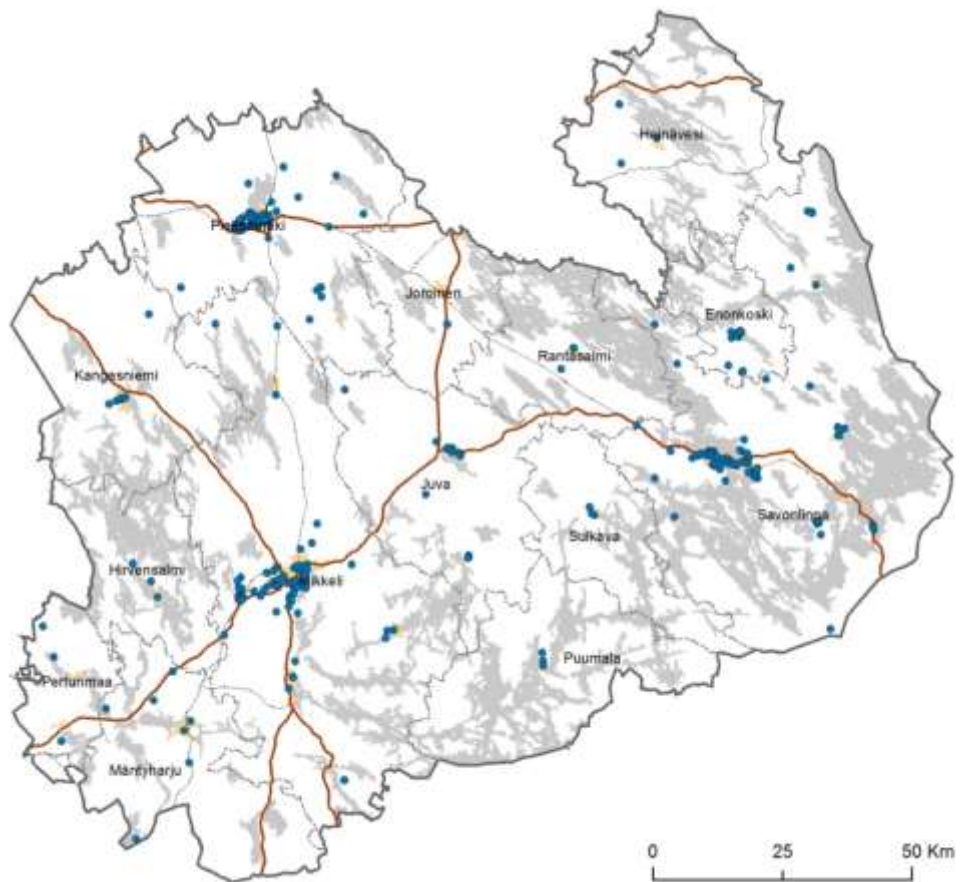 Heinävesi
Pieksämäki
Joroinen
Enonkoski
Rantasalmi
Kangasniemi
Juva
Savonlinna
Sulkava
Hirvensalmi
Mikkeli
Puumala
Pertunmaa
Mäntyharju
0 25 50 Km